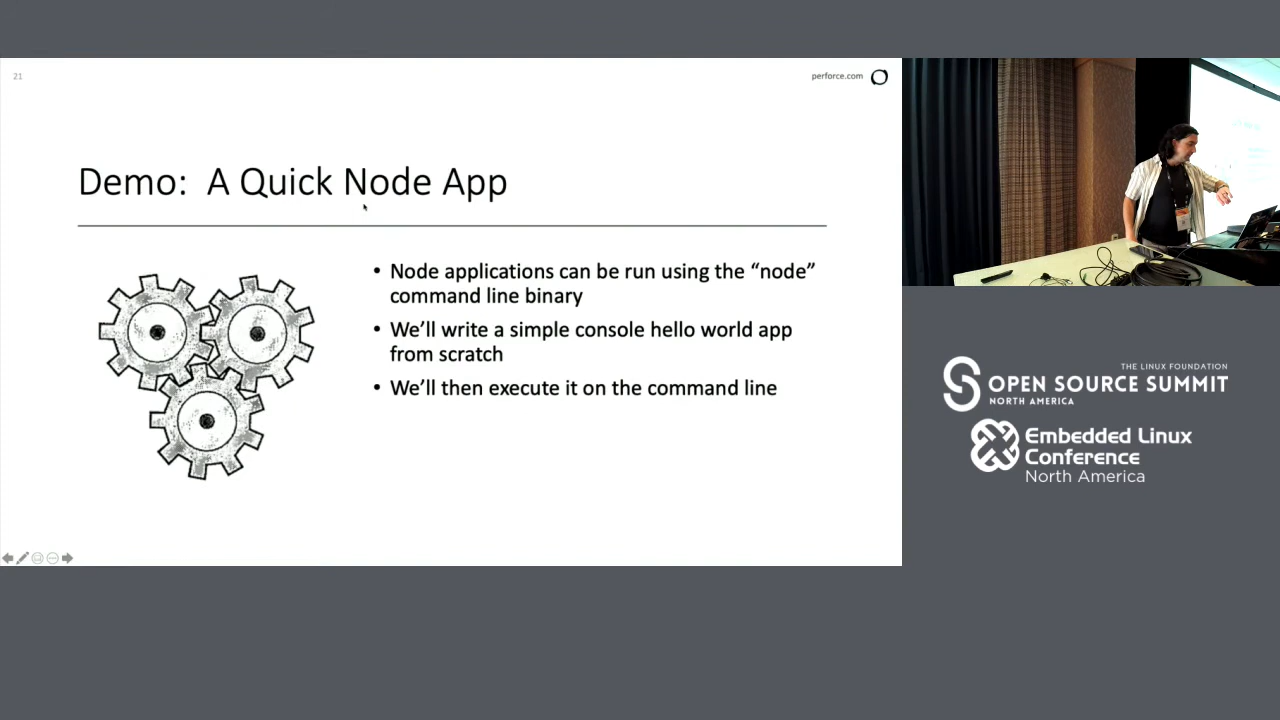 21
perforce.com
Demo: A Quick Node App
• Node applications can be run using the “node”
command line binary
• We’ll write a simple console hello world app
from scratch
• We’ll then execute it on the command line
THE LINUX FOUNDATION
OPEN SOURCE SUMMIT
NORTH AMERICA
Embedded Linux
Conference
North America